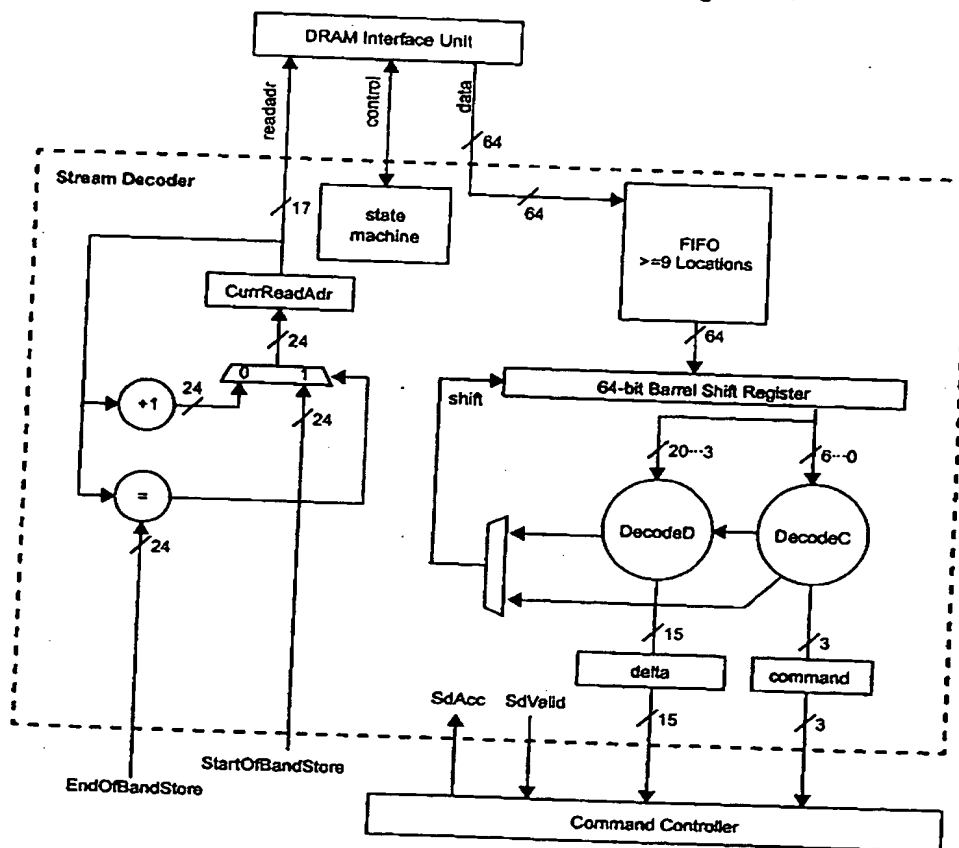 DRAM Interface Unit
readadr
control
data
64
Stream Decoder
17
state
machine
64
FIFO
>=9 Locations
CurrReadAdr
64
24
0 1
24
+1
24
64-bit Barrel Shift Register
shift
20···3
6···0
=
24
DecodeD
DecodeC
15
3
delta
command
SdAcc
SdValid
15
3
StartOfBandStore
EndOfBandStore
Command Controller